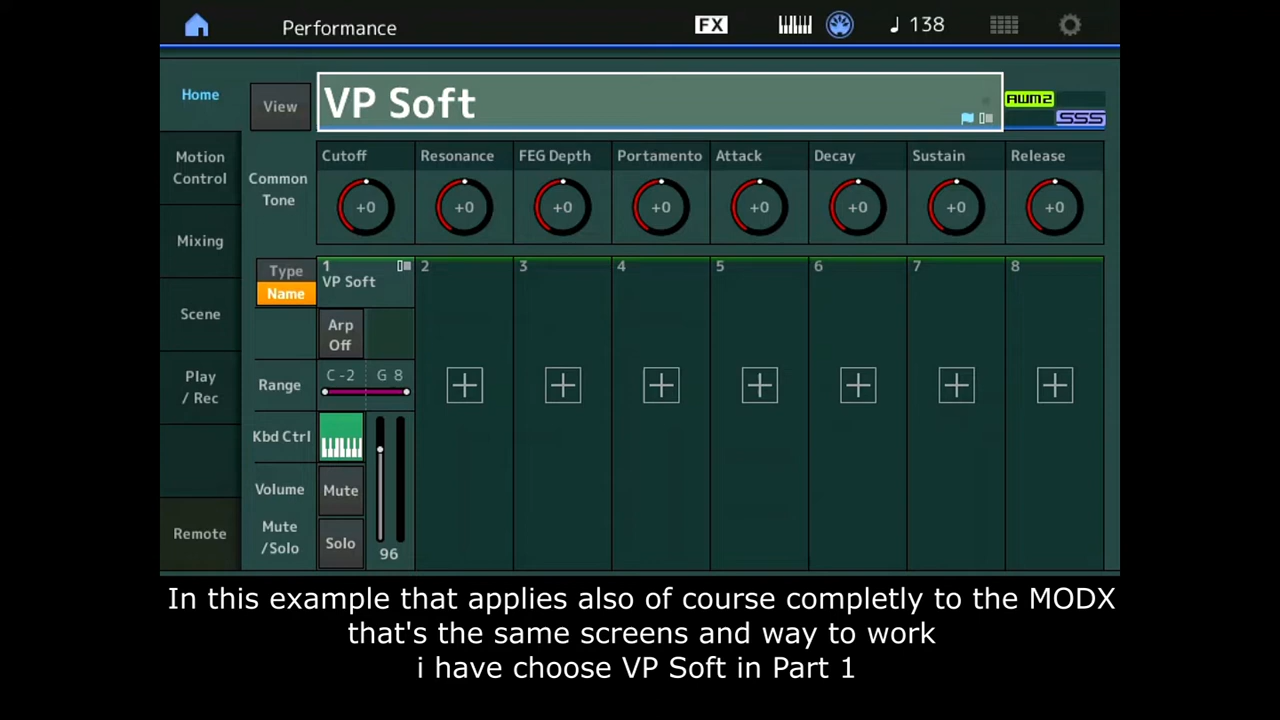 Performance
FX
138
Home
View
VP Soft
AWM2
SSS
Motion
Control
Common
Tone
Cutoff
Resonance
FEG Depth
Portamento
Attack
Decay
Sustain
Release
+0
+0
+0
+0
+0
+0
+0
+0
Mixing
Type
Name
1
VP Soft
2
3
4
5
6
7
8
Scene
Arp
Off
Play
/ Rec
Range
C -2
G 8
Kbd Ctrl
Volume
Mute
Remote
Mute
/Solo
Solo
96
In this example that applies also of course completly to the MODX
that's the same screens and way to work
i have choose VP Soft in Part 1